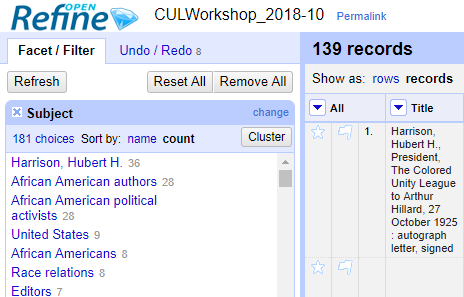 OPEN
Refine
CULWorkshop_2018-10 Permalink
Facet / Filter Undo / Redo 8
Refresh Reset All Remove All
Subject change
181 choices Sort by: name count Cluster
Harrison, Hubert H. 36
African American authors 28
African American political
activists 28
United States 9
African Americans 8
Race relations 8
Editors 7
139 records
Show as: rows records
All Title
1. Harrison,
Hubert H.,
President,
The Colored
Unity League
to Arthur
Hillard, 27
October 1925
: autograph
letter, signed